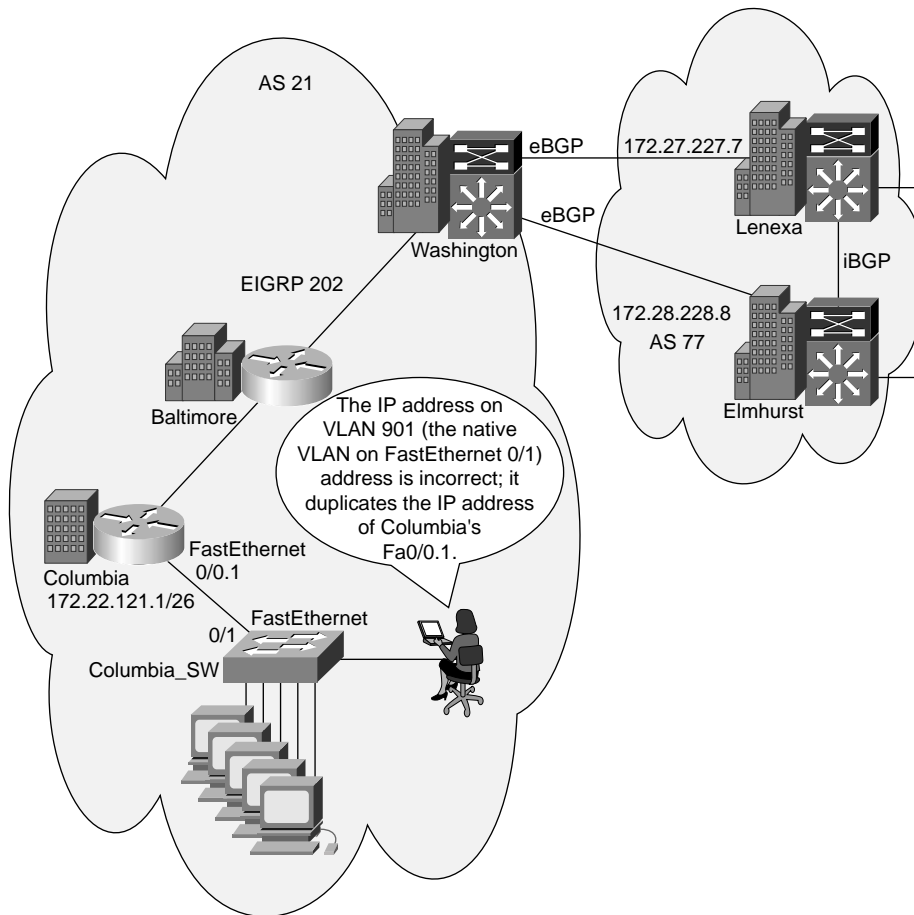 AS 21
eBGP
172.27.227.7
eBGP
Lenexa
Washington
iBGP
EIGRP 202
172.28.228.8
AS 77
Elmhurst
Baltimore
The IP address on
VLAN 901 (the native
VLAN on FastEthernet 0/1)
address is incorrect; it
duplicates the IP address
of Columbia's
Fa0/0.1.
FastEthernet
0/0.1
Columbia
172.22.121.1/26
FastEthernet
0/1
Columbia_SW